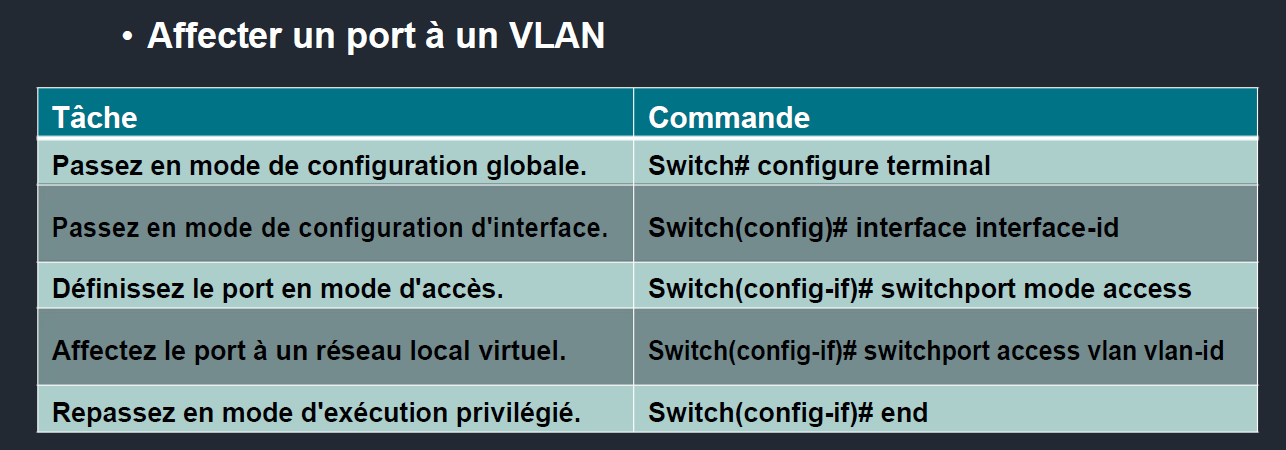 • Affecter un port à un VLAN
Tâche Commande
Passez en mode de configuration globale. Switch# configure terminal
Passez en mode de configuration d'interface. Switch(config)# interface interface-id
Définissez le port en mode d'accès. Switch(config-if)# switchport mode access
Affectez le port à un réseau local virtuel. Switch(config-if)# switchport access vlan vlan-id
Repassez en mode d'exécution privilégié. Switch(config-if)# end